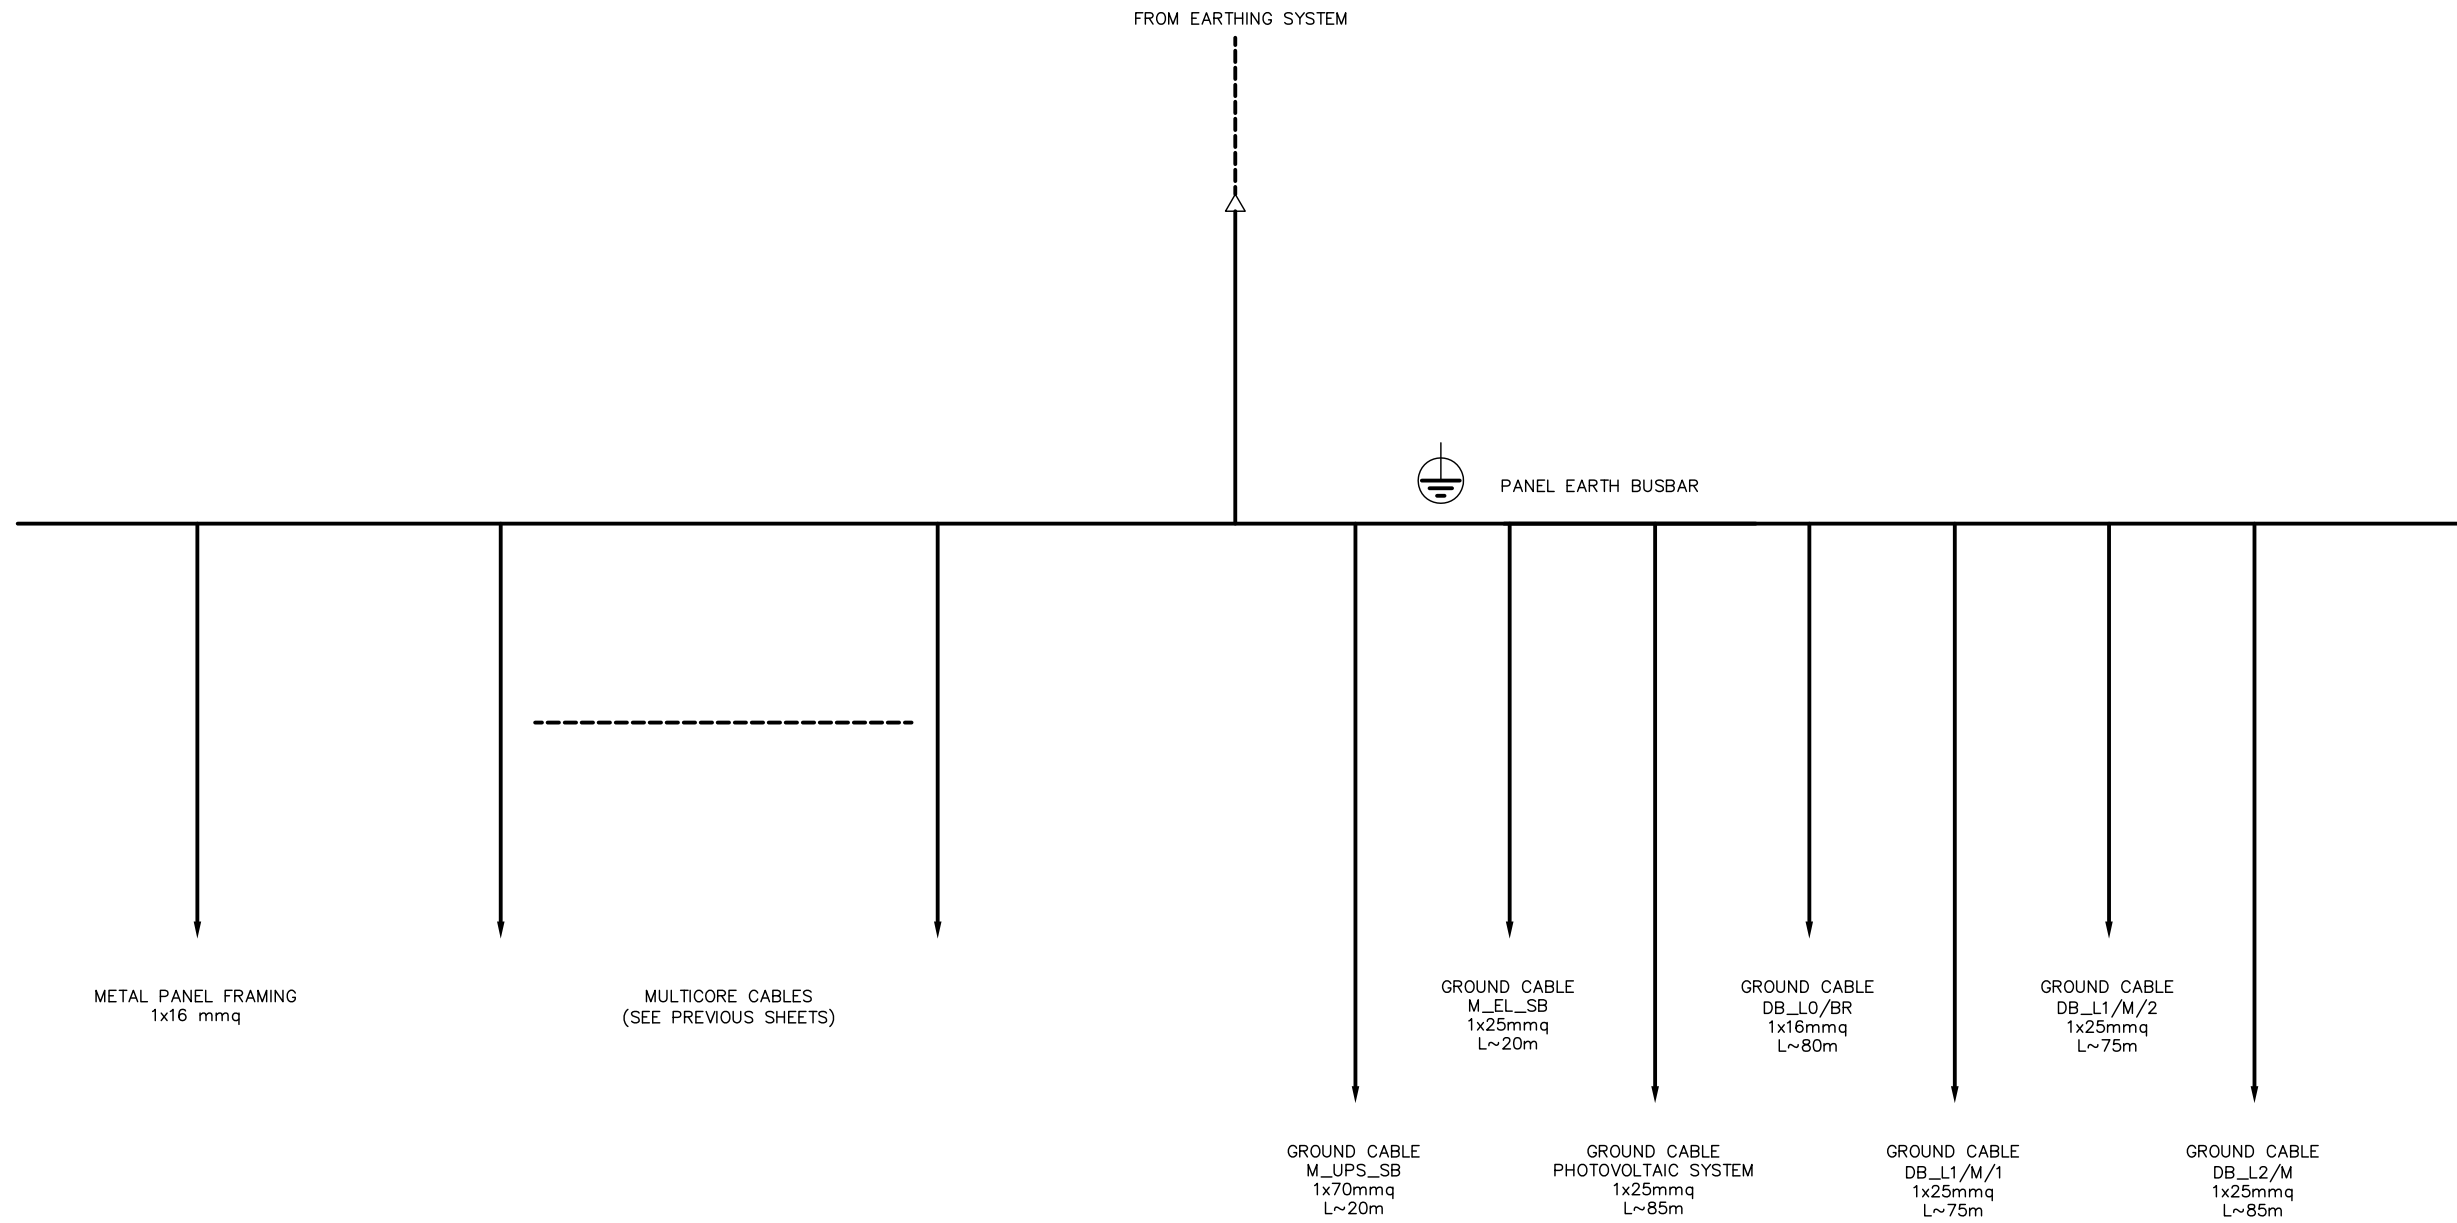 FROM EARTHING SYSTEM
PANEL EARTH BUSBAR
METAL PANEL FRAMING
1x16 mmq
MULTICORE CABLES
(SEE PREVIOUS SHEETS)
GROUND CABLE
M_UPS_SB
1x70mmq
L~20m
GROUND CABLE
M_EL_SB
1x25mmq
L~20m
GROUND CABLE
PHOTOVOLTAIC SYSTEM
1x25mmq
L~85m
GROUND CABLE
DB_L0/BR
1x16mmq
L~80m
GROUND CABLE
DB_L1/M/1
1x25mmq
L~75m
GROUND CABLE
DB_L1/M/2
1x25mmq
L~75m
GROUND CABLE
DB_L2/M
1x25mmq
L~85m